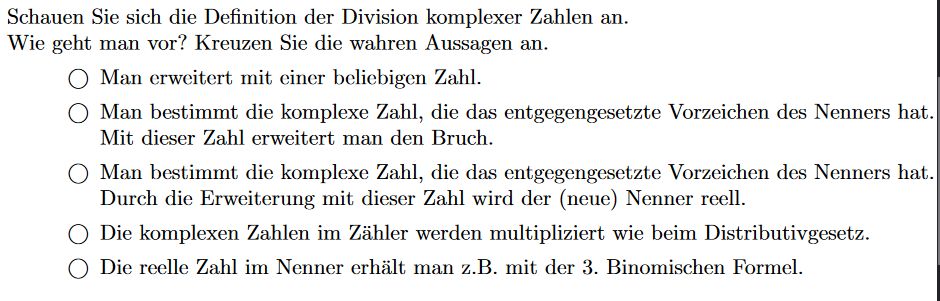 Schauen Sie sich die Definition der Division komplexer Zahlen an.
Wie geht man vor? Kreuzen Sie die wahren Aussagen an.
Man erweitert mit einer beliebigen Zahl.
Man bestimmt die komplexe Zahl, die das entgegengesetzte Vorzeichen des Nenners hat.
Mit dieser Zahl erweitert man den Bruch.
Man bestimmt die komplexe Zahl, die das entgegengesetzte Vorzeichen des Nenners hat.
Durch die Erweiterung mit dieser Zahl wird der (neue) Nenner reell.
Die komplexen Zahlen im Zähler werden multipliziert wie beim Distributivgesetz.
Die reelle Zahl im Nenner erhält man z.B. mit der 3. Binomischen Formel.